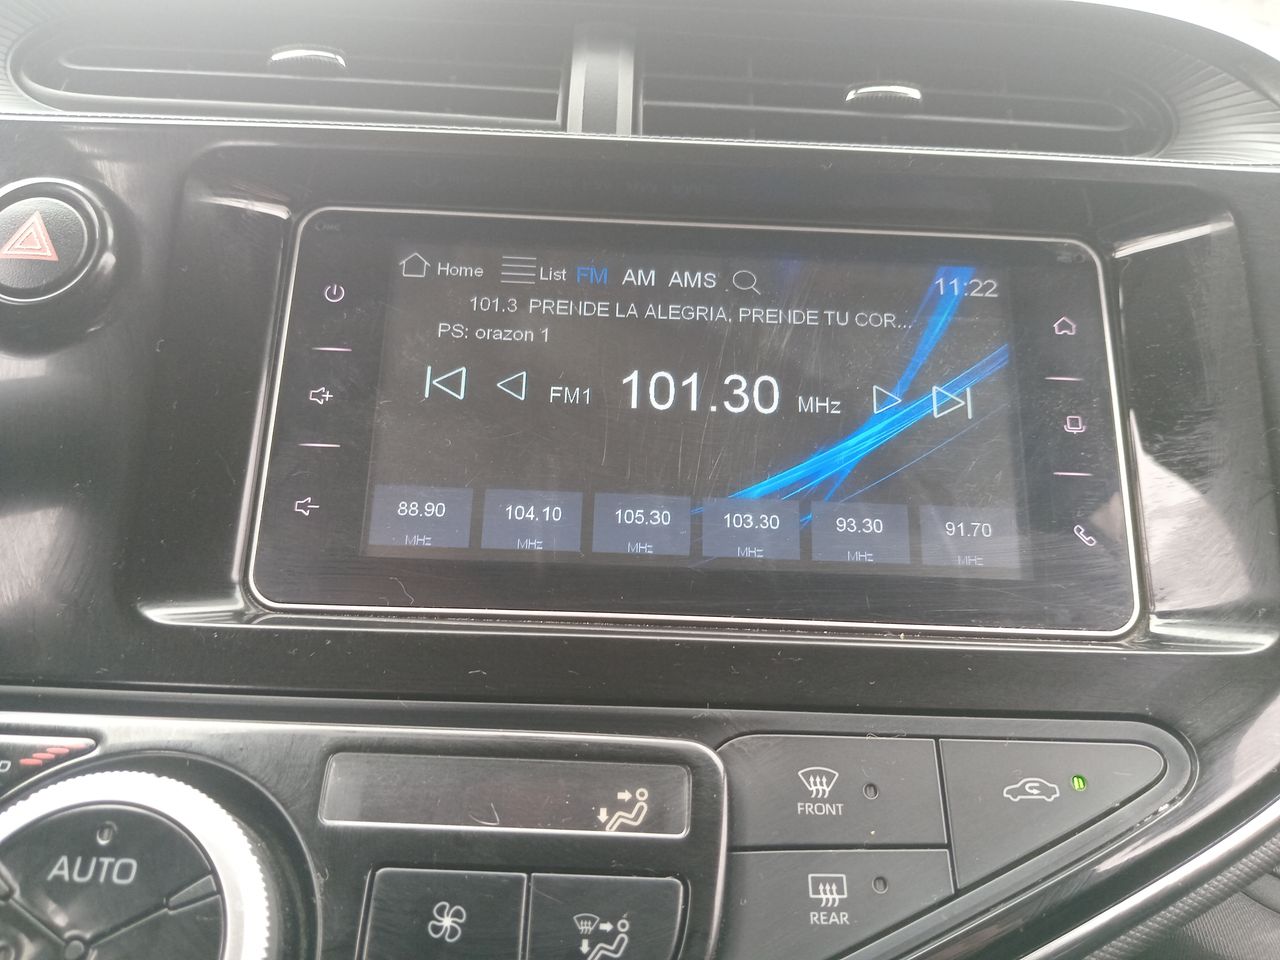 Home List FM AM AMS 11:22
101.3 PRENDE LA ALEGRIA, PRENDE TU COR...
PS: orazon 1
FM1 101.30 MHz
88.90 104.10 105.30 103.30 93.30 91.70
MHz MHz MHz MHz MHz MHz
FRONT
AUTO
REAR